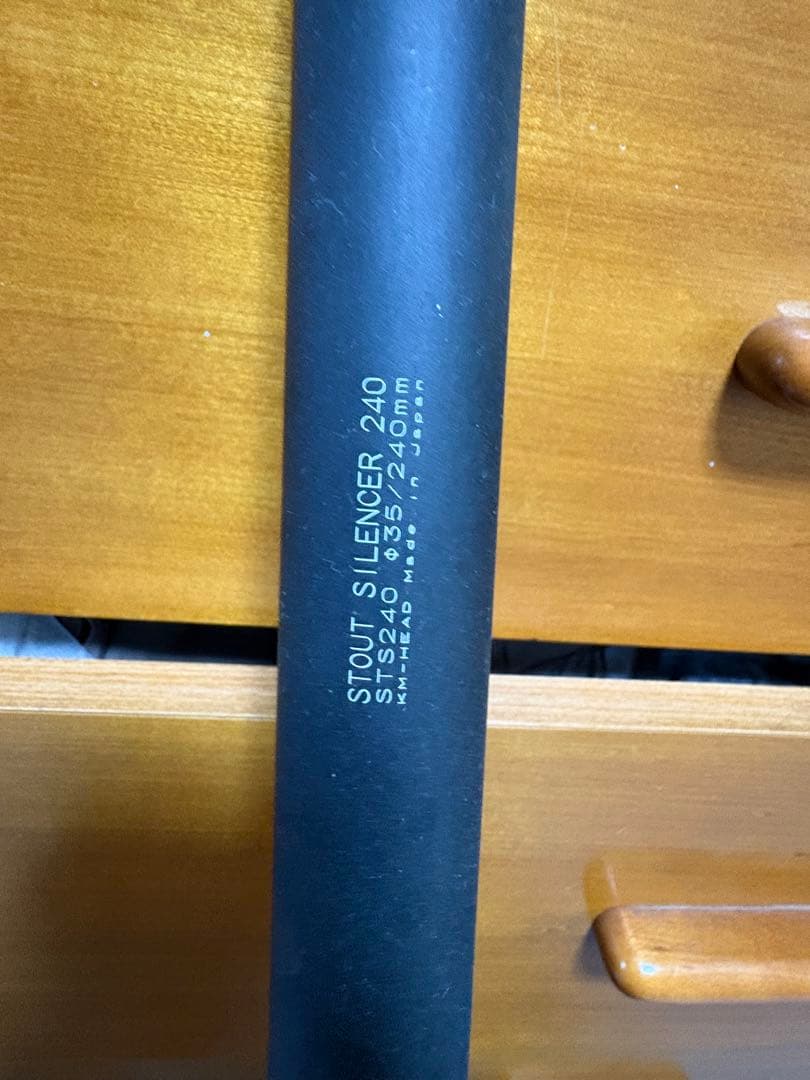 STOUT SILENCER 240
STS240 Φ35/240mm
KM-HEAD Made in Japan